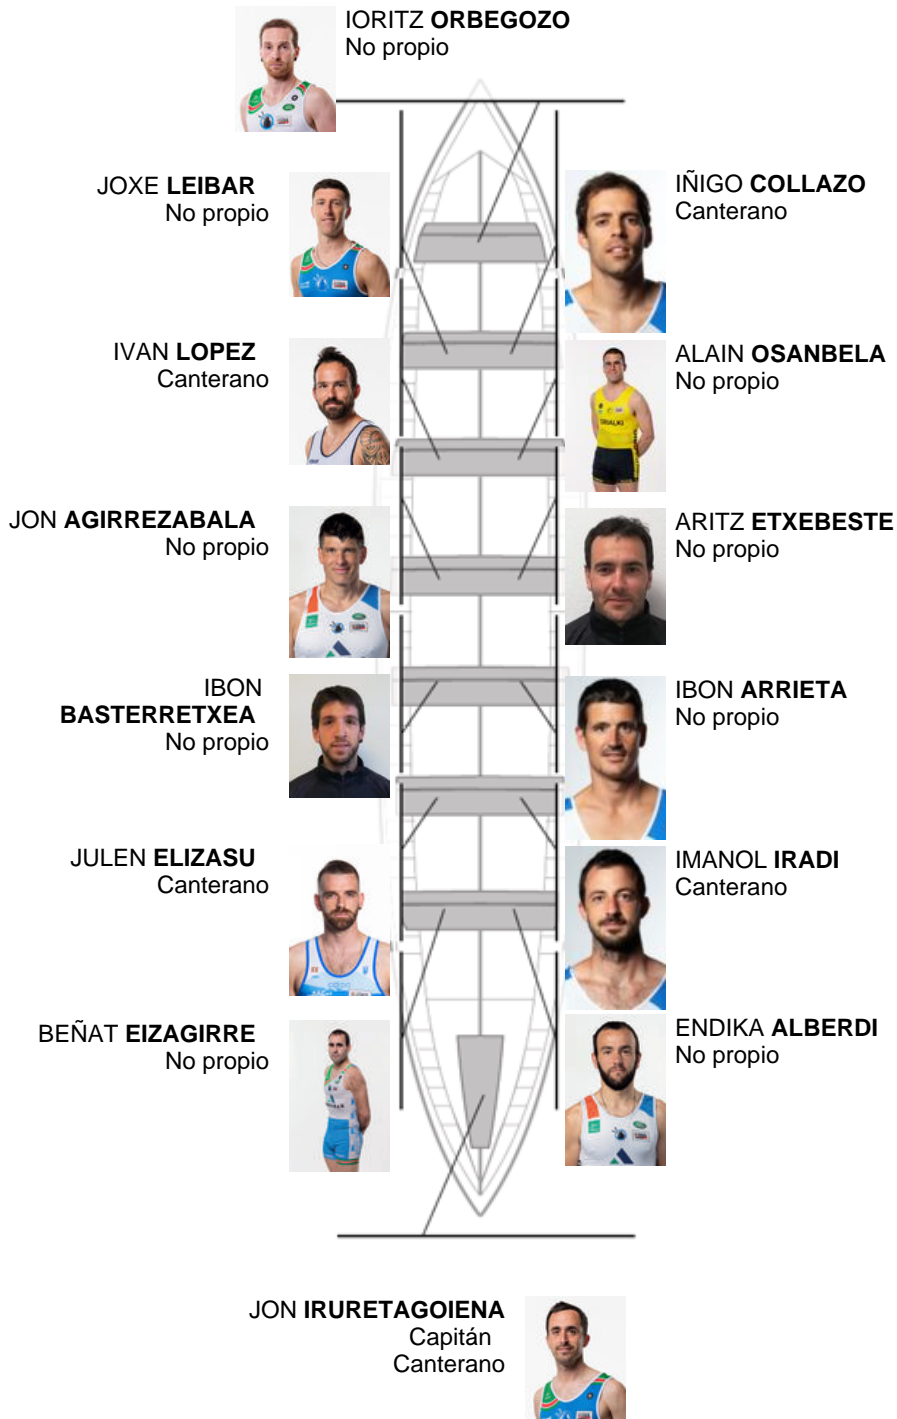 IORITZ ORBEGOZO
No propio
JOXE LEIBAR
No propio
IÑIGO COLLAZO
Canterano
IVAN LOPEZ
Canterano
ALAIN OSANBELA
No propio
JON AGIRREZABALA
No propio
ARITZ ETXEBESTE
No propio
IBON
BASTERRETXEA
No propio
IBON ARRIETA
No propio
JULEN ELIZASU
Canterano
IMANOL IRADI
Canterano
BEÑAT EIZAGIRRE
No propio
ENDIKA ALBERDI
No propio
JON IRURETAGOIENA
Capitán
Canterano